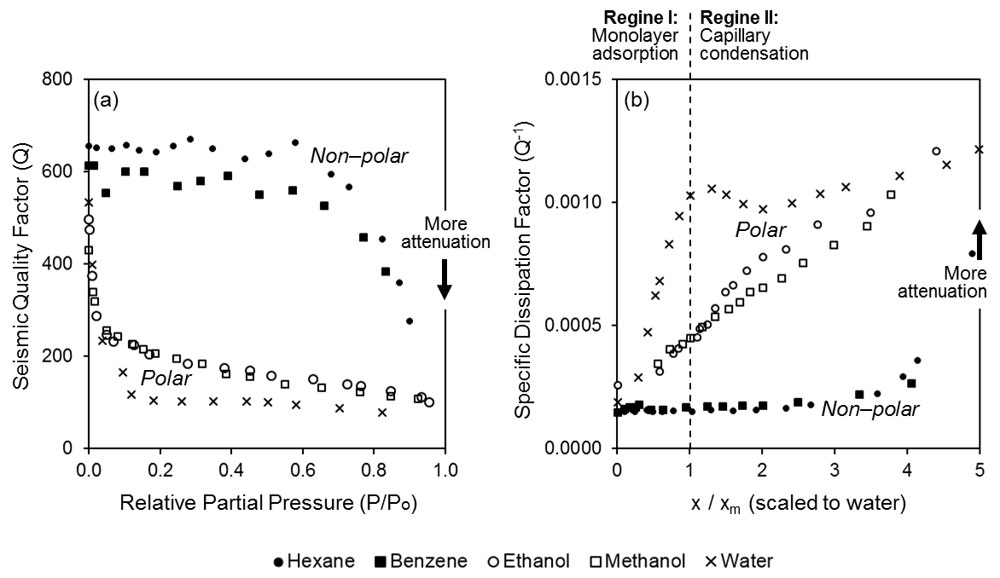 Regine I:
Monolayer
adsorption
Regine II:
Capillary
condensation
(a)
Seismic Quality Factor (Q)
800
600
400
200
0
Non–polar
Polar
More
attenuation
0.0 0.2 0.4 0.6 0.8 1.0
Relative Partial Pressure (P/Po)
(b)
Specific Dissipation Factor (Q-1)
0.0015
0.0010
0.0005
0.0000
Polar
More
attenuation
Non–polar
0 1 2 3 4 5
x / xm (scaled to water)
Hexane Benzene Ethanol Methanol Water